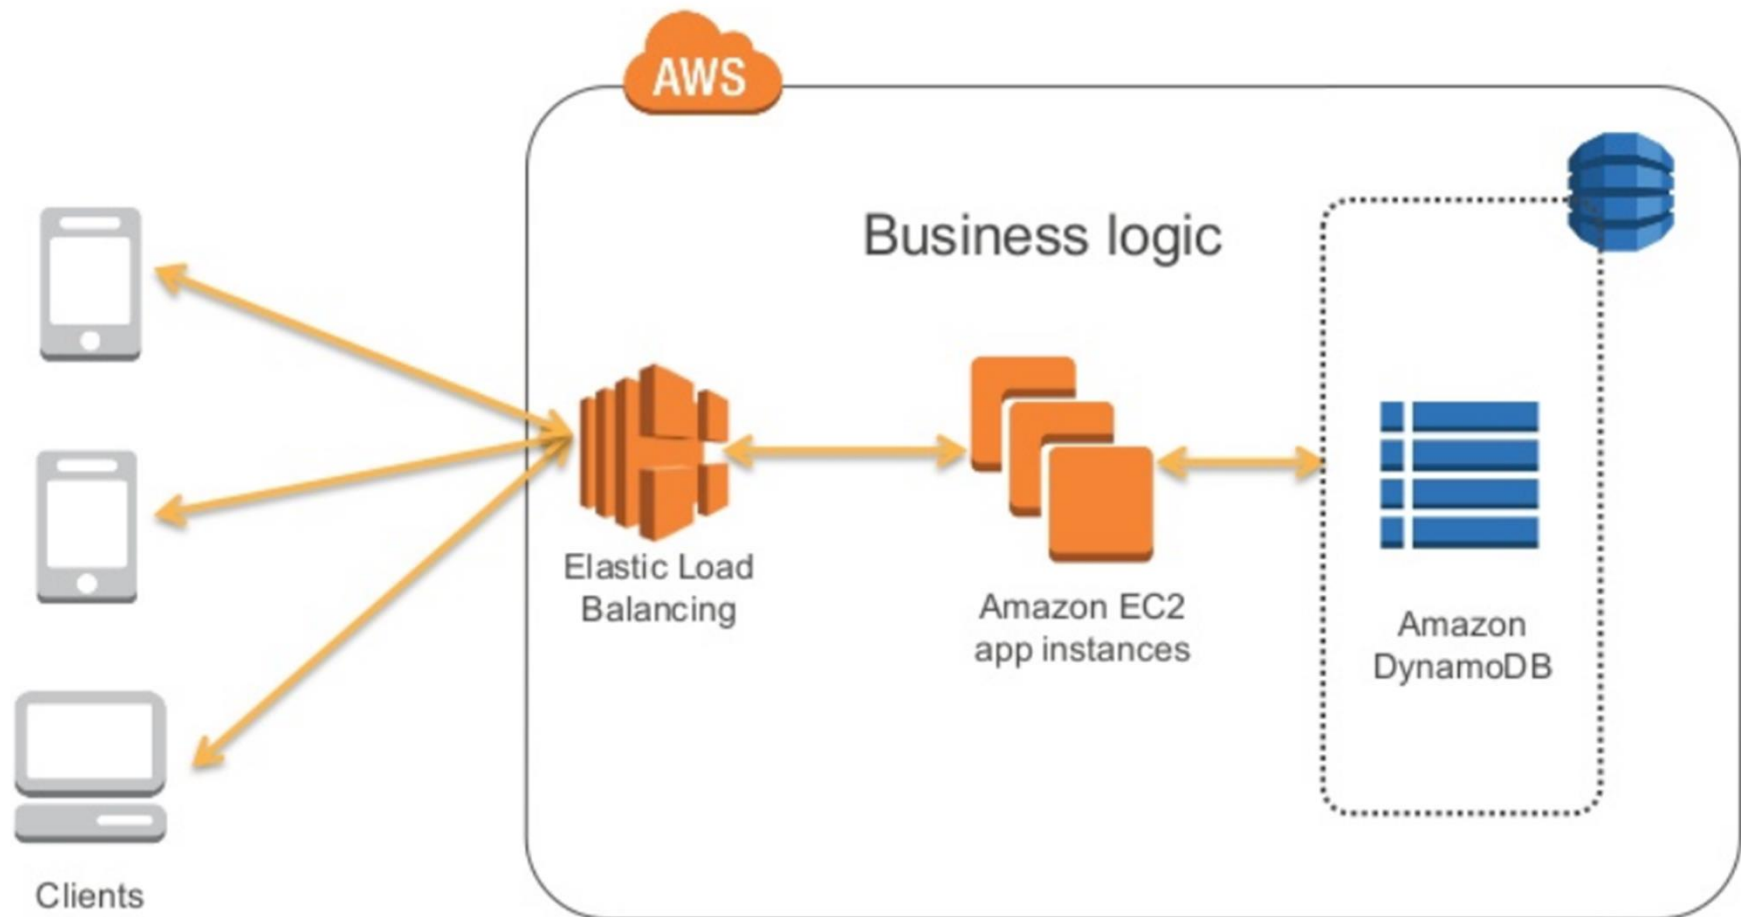 AWS
Business logic
Elastic Load
Balancing
Amazon EC2
app instances
Amazon
DynamoDB
Clients